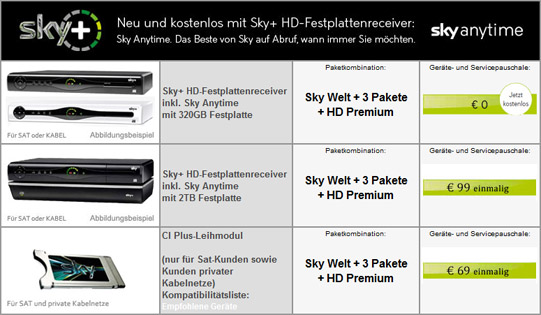 sky+
Neu und kostenlos mit Sky+ HD-Festplattenreceiver:
Sky Anytime. Das Beste von Sky auf Abruf, wann immer Sie möchten.
sky anytime
Für SAT oder KABEL
Abbildungsbeispiel
Sky+ HD-Festplattenreceiver
inkl. Sky Anytime
mit 320GB Festplatte
Paketkombination:
Sky Welt + 3 Pakete
+ HD Premium
Geräte- und Servicepauschale:
€ 0
Jetzt
kostenlos
Für SAT oder KABEL
Abbildungsbeispiel
Sky+ HD-Festplattenreceiver
inkl. Sky Anytime
mit 2TB Festplatte
Paketkombination:
Sky Welt + 3 Pakete
+ HD Premium
Geräte- und Servicepauschale:
€ 99 einmalig
Für SAT und private Kabelnetze
CI Plus-Leihmodul
(nur für Sat-Kunden sowie
Kunden privater
Kabelnetze)
Kompatibilitätsliste:
Empfohlene Geräte
Paketkombination:
Sky Welt + 3 Pakete
+ HD Premium
Geräte- und Servicepauschale:
€ 69 einmalig